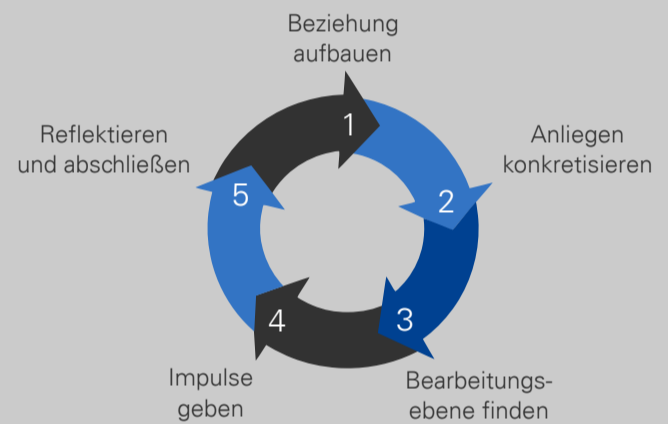 Beziehung
aufbauen
1
Anliegen
konkretisieren
2
3
Bearbeitungs-
ebene finden
4
Impulse
geben
5
Reflektieren
und abschließen